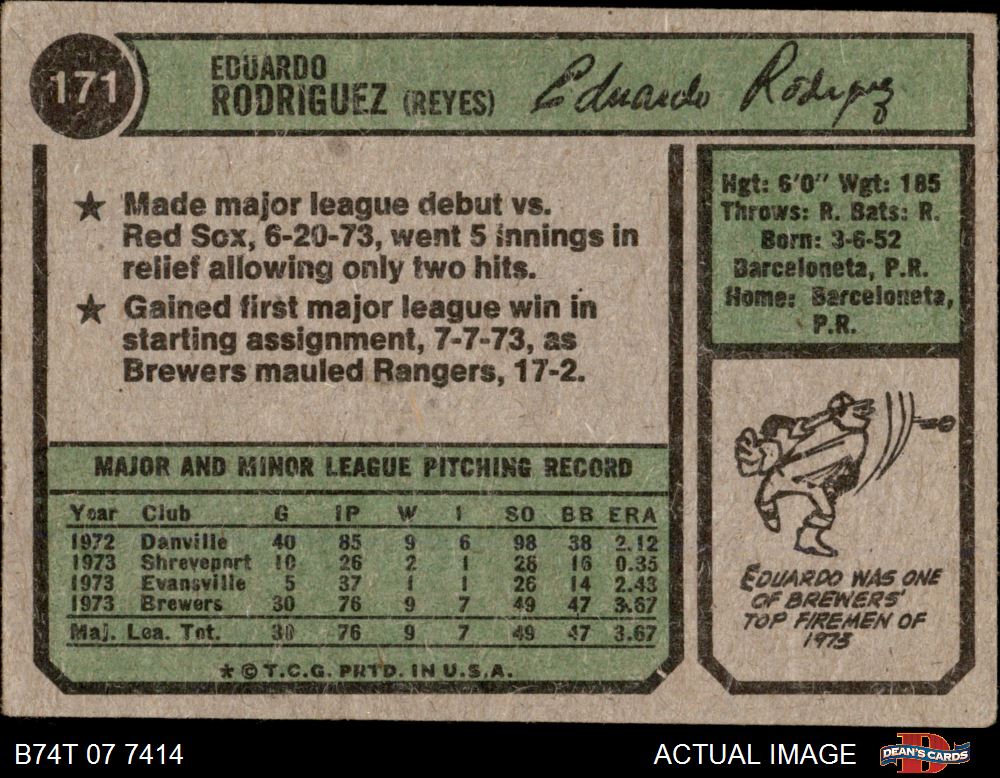 171
EDUARDO
RODRIGUEZ (REYES)
Eduardo Rodriguez
★ Made major league debut vs.
Red Sox, 6-20-73, went 5 innings in
relief allowing only two hits.
★ Gained first major league win in
starting assignment, 7-7-73, as
Brewers mauled Rangers, 17-2.
Hgt: 6'0" Wgt: 185
Throws: R. Bats: R.
Born: 3-6-52
Barceloneta, P.R.
Home: Barceloneta,
P.R.
MAJOR AND MINOR LEAGUE PITCHING RECORD
Year Club G IP W L SO BB ERA
1972 Danville 40 85 9 6 98 38 2.12
1973 Shreveport 10 26 2 1 28 16 0.35
1973 Evansville 5 37 1 1 26 14 2.43
1973 Brewers 30 76 9 7 49 47 3.67
Maj. Lea. Tot. 30 76 9 7 49 47 3.67
★ © T.C.G. PRTD. IN U.S.A.
EDUARDO WAS ONE
OF BREWERS'
TOP FIREMEN OF
1973
B74T 07 7414
ACTUAL IMAGE
DEAN'S CARDS